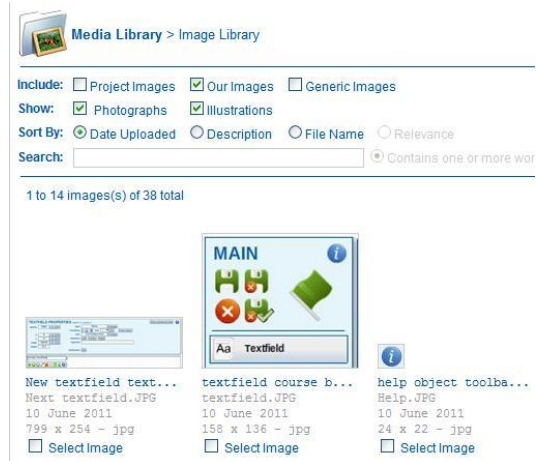 Media Library > Image Library
Include: Project Images Our Images Generic Images
Show: Photographs Illustrations
Sort By: Date Uploaded Description File Name Relevance
Search: Contains one or more wor
1 to 14 images(s) of 38 total
MAIN
Aa Textfield
TEXTFIELD PROPERTIES
New textfield text... textfield course b... help object toolba...
Next textfield.JPG textfield.JPG Help.JPG
10 June 2011 10 June 2011 10 June 2011
799 x 254 – jpg 158 x 136 – jpg 24 x 22 – jpg
Select Image Select Image Select Image